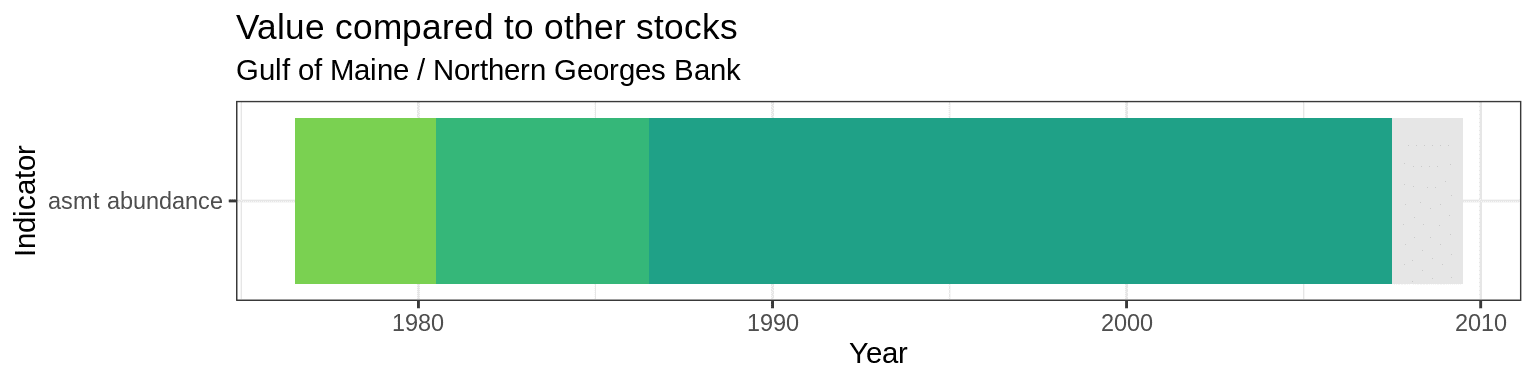 Value compared to other stocks
Gulf of Maine / Northern Georges Bank
Indicator
asmt abundance
1980 1990 2000 2010
Year